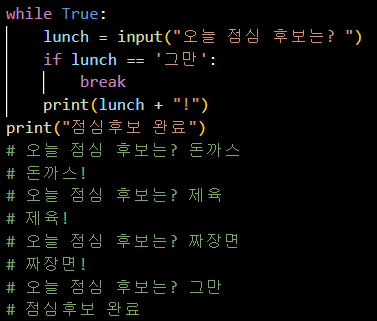 while True:
    lunch = input("오늘 점심 후보는? ")
    if lunch == '그만':
        break
    print(lunch + "!")
print("점심후보 완료")
# 오늘 점심 후보는? 돈까스
# 돈까스!
# 오늘 점심 후보는? 제육
# 제육!
# 오늘 점심 후보는? 짜장면
# 짜장면!
# 오늘 점심 후보는? 그만
# 점심후보 완료